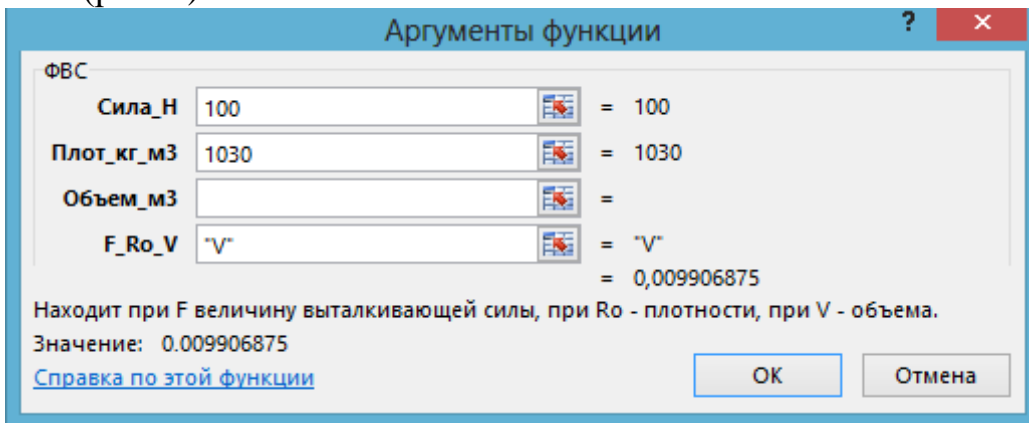 Аргументы функции ? ×
ФВС
Сила_Н 100 = 100
Плот_кг_м3 1030 = 1030
Объем_м3 =
F_Ro_V "V" = "V"
= 0,009906875
Находит при F величину выталкивающей силы, при Ro - плотности, при V - объема.
Значение: 0.009906875
Справка по этой функции ОК Отмена